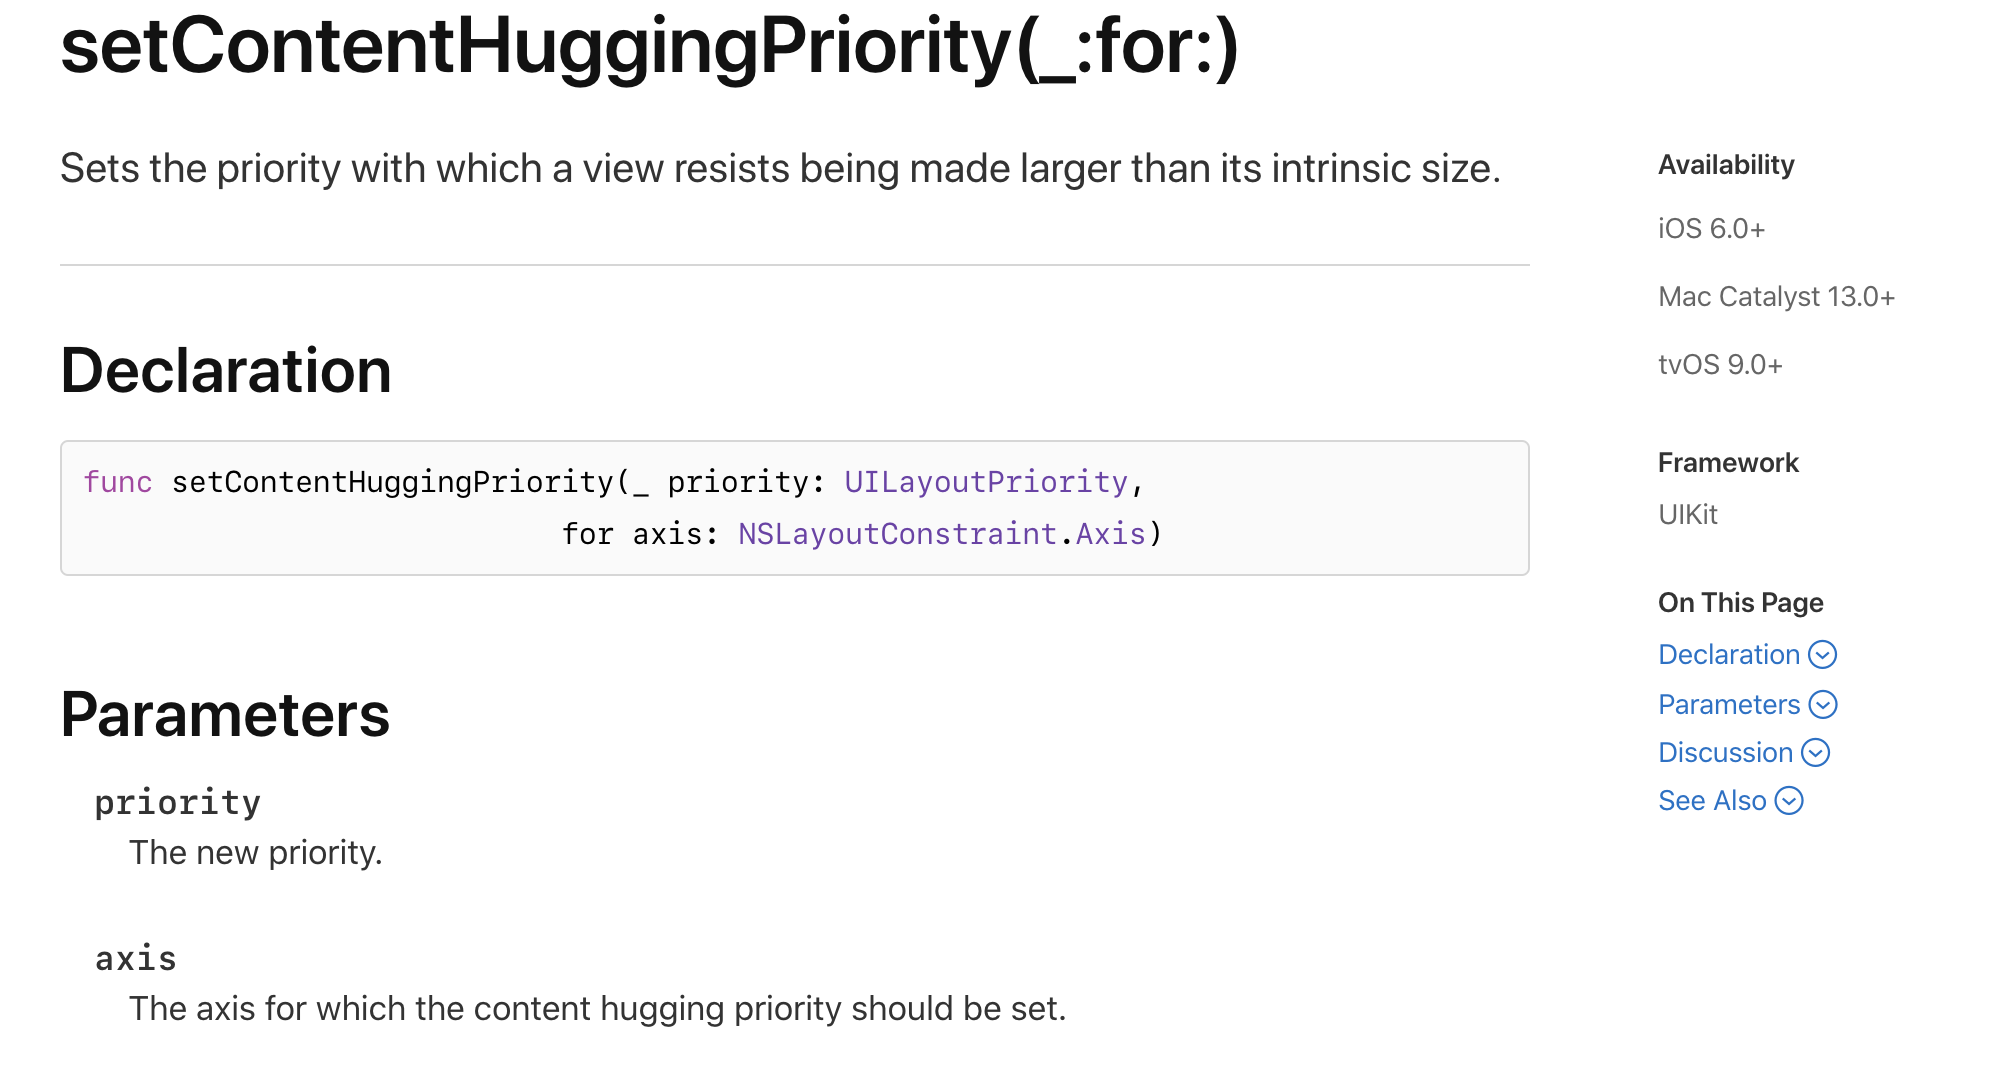 setContentHuggingPriority(_:for:)
Sets the priority with which a view resists being made larger than its intrinsic size.
Declaration
func setContentHuggingPriority(_ priority: UILayoutPriority,
for axis: NSLayoutConstraint.Axis)
Parameters
priority
The new priority.
axis
The axis for which the content hugging priority should be set.
Availability
iOS 6.0+
Mac Catalyst 13.0+
tvOS 9.0+
Framework
UIKit
On This Page
Declaration
Parameters
Discussion
See Also